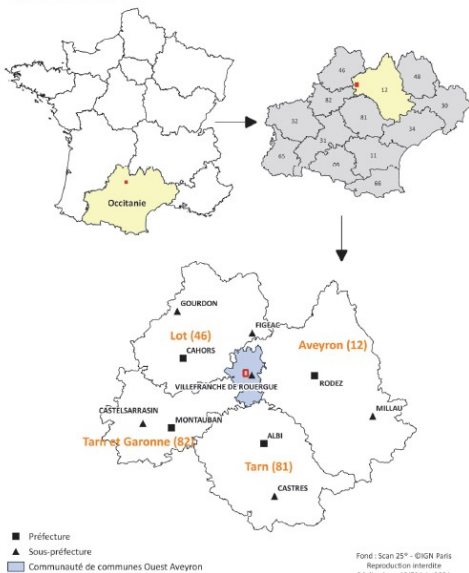 Occitanie
46
48
12
82
30
32
81
34
31
65
11
66
GOURDON
Lot (46)
FIGEAC
Aveyron (12)
CAHORS
VILLEFRANCHE DE ROUERGUE
RODEZ
CASTELSARRASIN
MONTAUBAN
MILLAU
Tarn et Garonne (82)
ALBI
Tarn (81)
CASTRES
Préfecture
Sous-préfecture
Communauté de communes Ouest Aveyron
Fond : Scan 25® - ©IGN Paris
Reproduction interdite